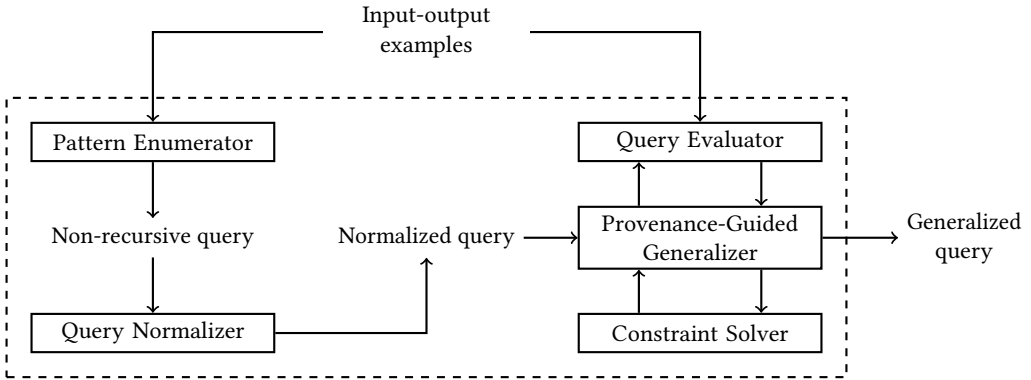 Input-output
examples
Pattern Enumerator
Query Evaluator
Non-recursive query
Normalized query
Provenance-Guided
Generalizer
Generalized
query
Query Normalizer
Constraint Solver